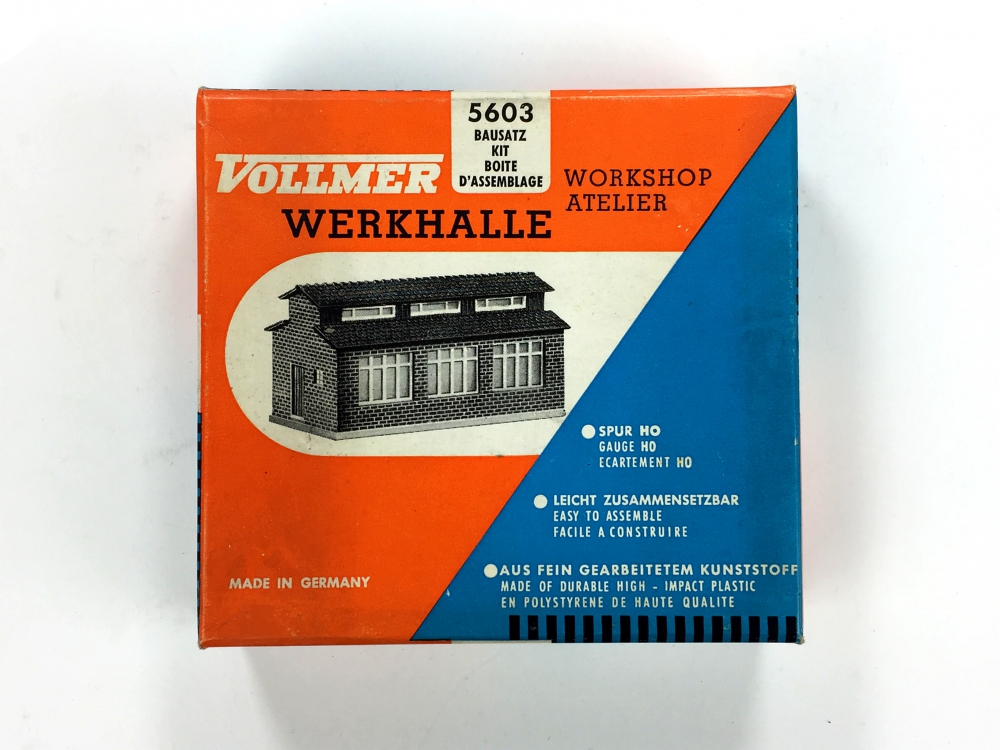 5603
BAUSATZ
KIT
BOITE
D'ASSEMBLAGE
VOLLMER
WERKHALLE
WORKSHOP
ATELIER
SPUR HO
GAUGE HO
ECARTEMENT HO
LEICHT ZUSAMMENSETZBAR
EASY TO ASSEMBLE
FACILE A CONSTRUIRE
AUS FEIN GEARBEITETEM KUNSTSTOFF
MADE OF DURABLE HIGH - IMPACT PLASTIC
EN POLYSTYRENE DE HAUTE QUALITE
MADE IN GERMANY